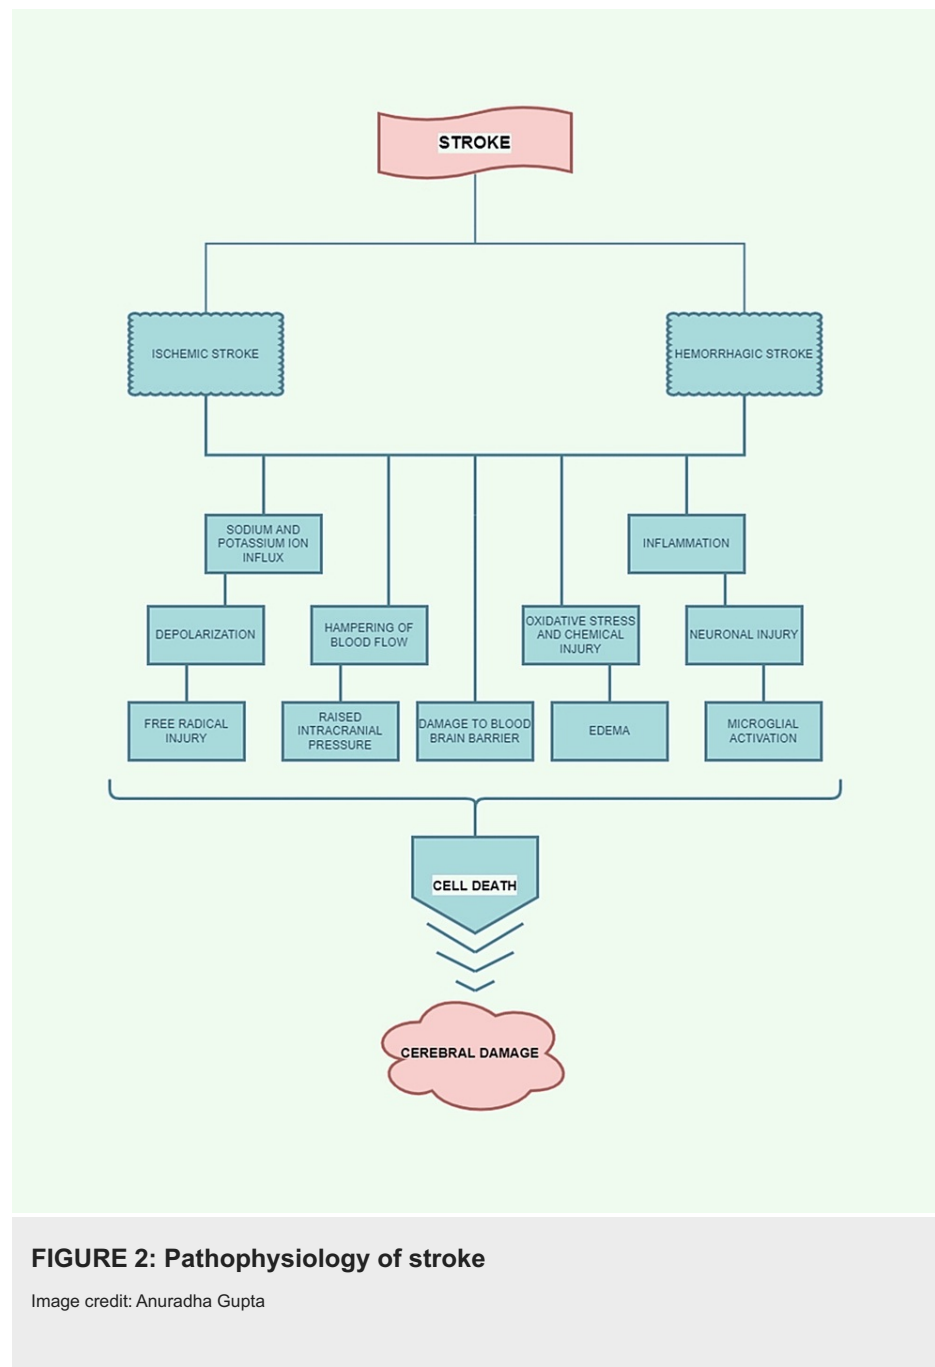 STROKE
ISCHEMIC STROKE
HEMORRHAGIC STROKE
SODIUM AND
POTASSIUM ION
INFLUX
INFLAMMATION
DEPOLARIZATION
HAMPERING OF
BLOOD FLOW
OXIDATIVE STRESS
AND CHEMICAL
INJURY
NEURONAL INJURY
FREE RADICAL
INJURY
RAISED
INTRACRANIAL
PRESSURE
DAMAGE TO BLOOD
BRAIN BARRIER
EDEMA
MICROGLIAL
ACTIVATION
CELL DEATH
CEREBRAL DAMAGE
FIGURE 2: Pathophysiology of stroke
Image credit: Anuradha Gupta